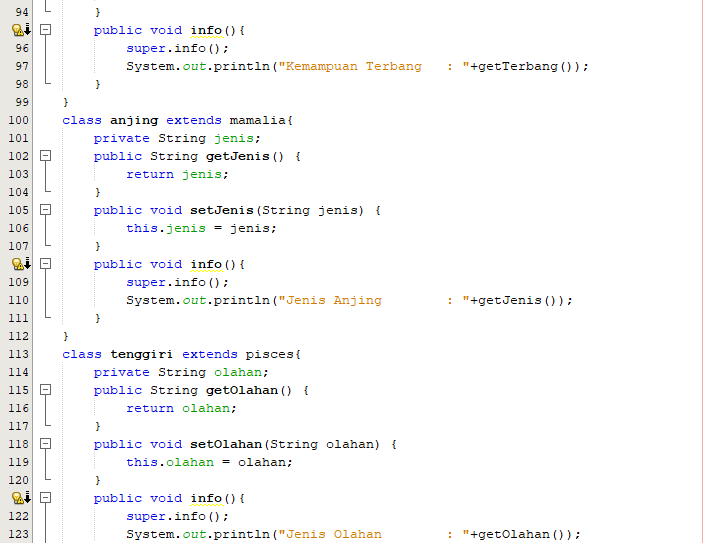 94 }
public void info(){
96 super.info();
97 System.out.println("Kemampuan Terbang   : "+getTerbang());
98 }
99 }
100 class anjing extends mamalia{
101 private String jenis;
102 public String getJenis() {
103 return jenis;
104 }
105 public void setJenis(String jenis) {
106 this.jenis = jenis;
107 }
public void info(){
109 super.info();
110 System.out.println("Jenis Anjing        : "+getJenis());
111 }
112 }
113 class tenggiri extends pisces{
114 private String olahan;
115 public String getOlahan() {
116 return olahan;
117 }
118 public void setOlahan(String olahan) {
119 this.olahan = olahan;
120 }
public void info(){
122 super.info();
123 System.out.println("Jenis Olahan        : "+getOlahan());